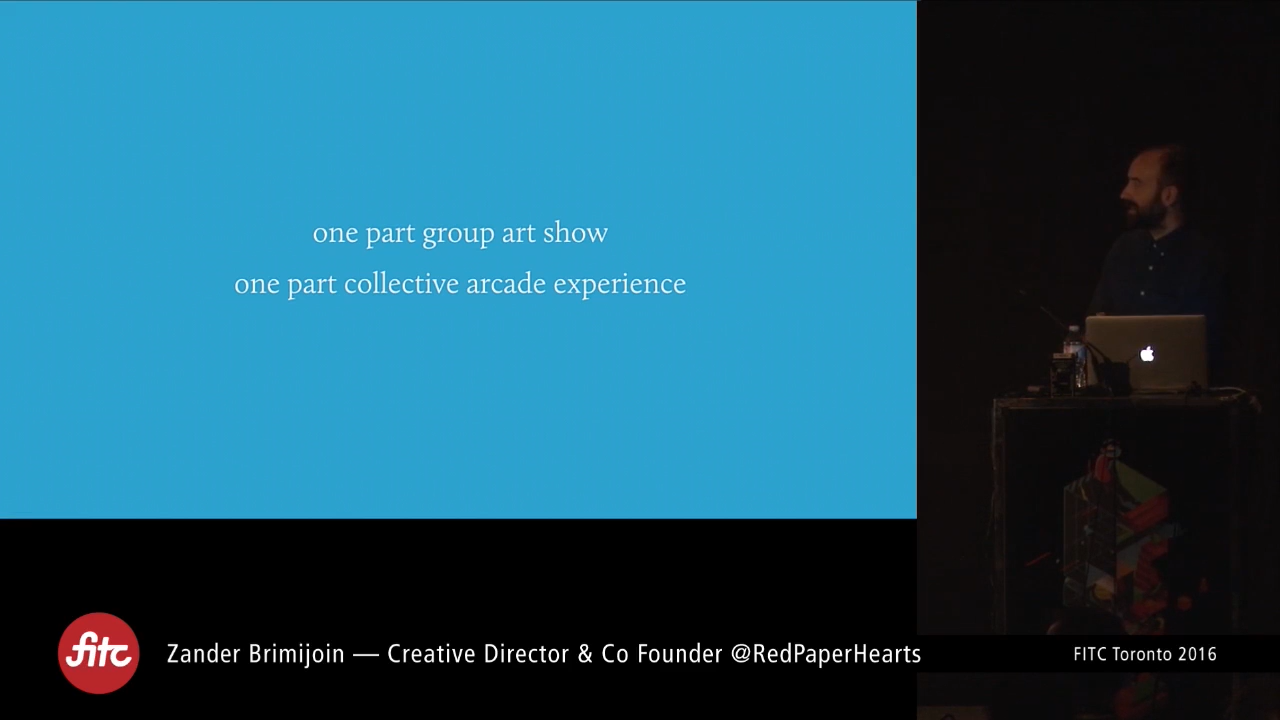 one part group art show
one part collective arcade experience
fitc
Zander Brimijoin — Creative Director & Co Founder @RedPaperHearts
FITC Toronto 2016